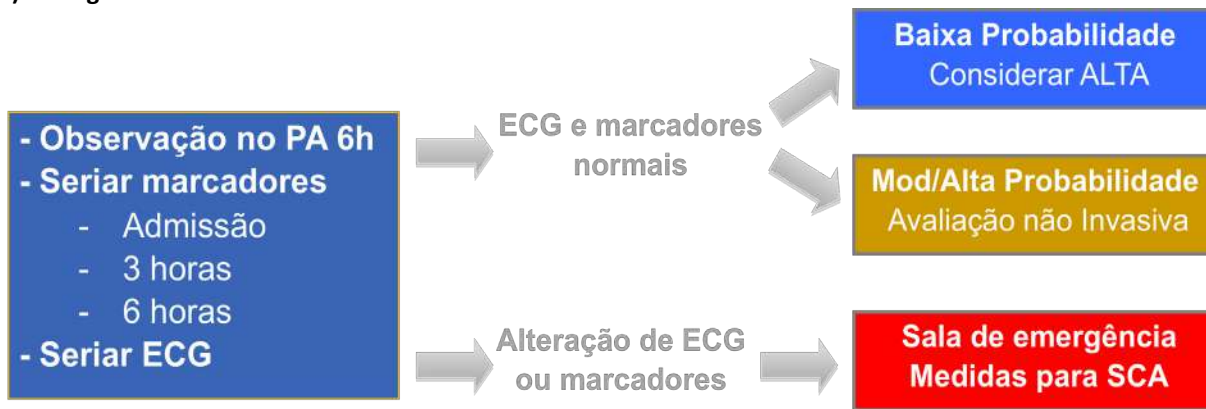 - Observação no PA 6h
- Seriar marcadores
- Admissão
- 3 horas
- 6 horas
- Seriar ECG
ECG e marcadores
normais
Baixa Probabilidade
Considerar ALTA
Mod/Alta Probabilidade
Avaliação não Invasiva
Alteração de ECG
ou marcadores
Sala de emergência
Medidas para SCA